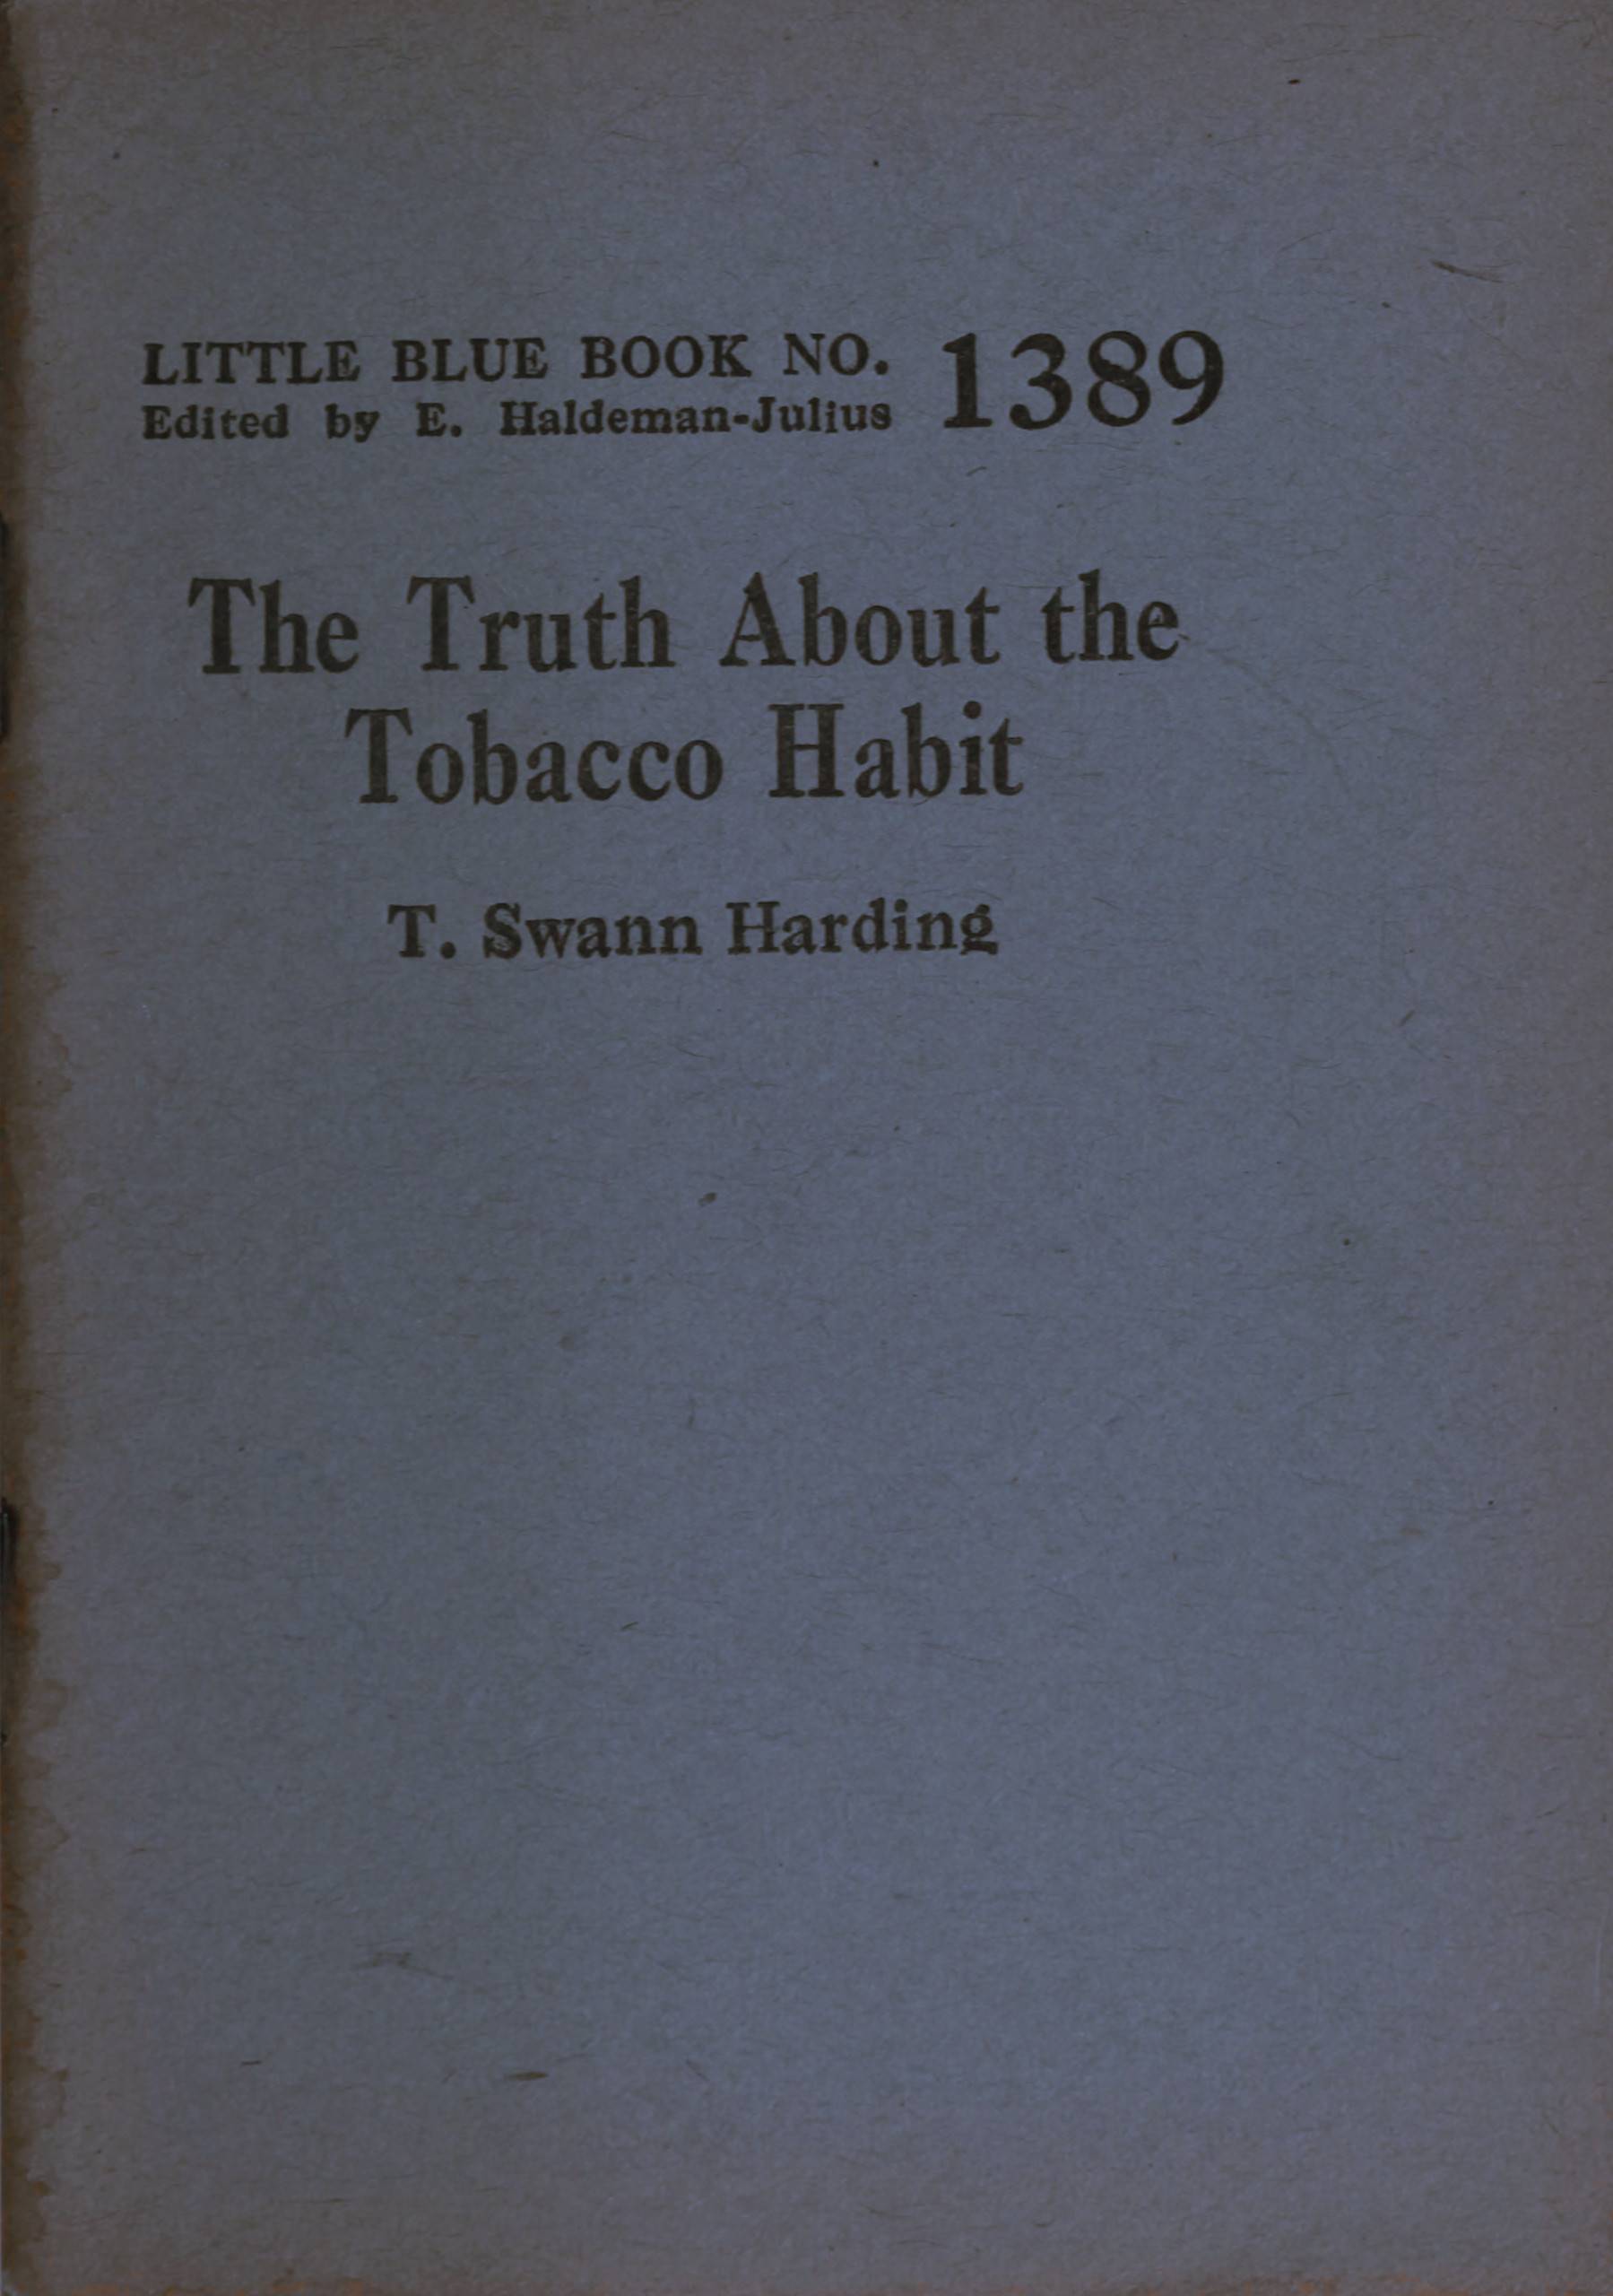 LITTLE BLUE BOOK NO. 1389
Edited by E. Haldeman-Julius
The Truth About the
Tobacco Habit
T. Swann Harding